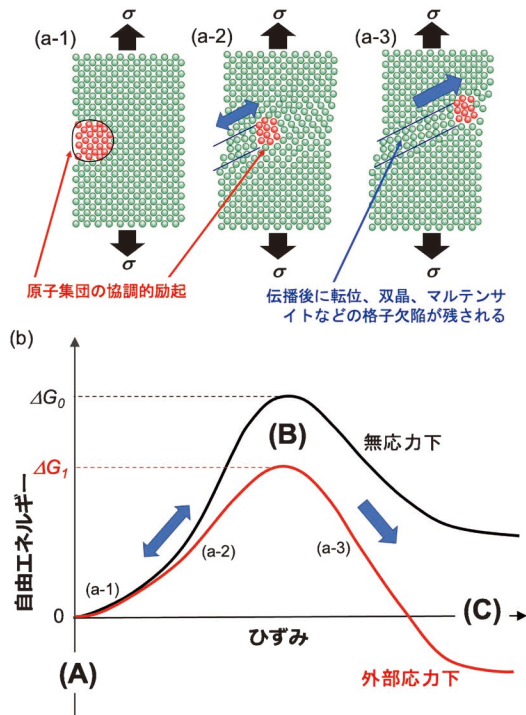 σ
σ
σ
(a-1)
(a-2)
(a-3)
σ
σ
σ
原子集団の協調的励起
伝播後に転位、双晶、マルテンサ
イトなどの格子欠陥が残される
(b)
ΔG0
(B)
無応力下
ΔG1
自由エネルギー
(a-2)
(a-3)
(a-1)
0
ひずみ
(C)
(A)
外部応力下